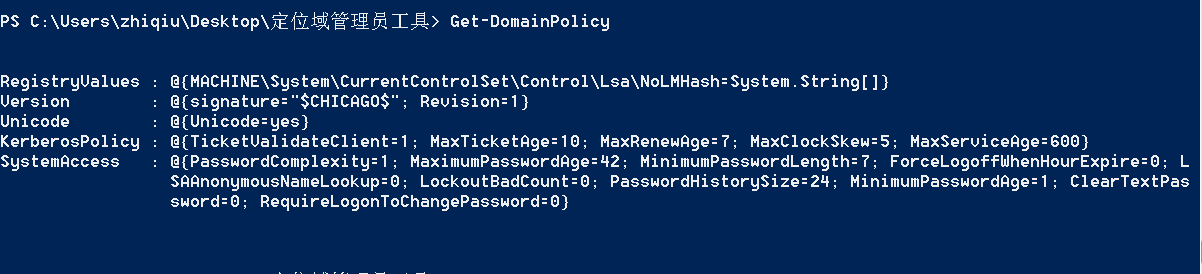 PS C:\Users\zhiqiu\Desktop\定位域管理员工具> Get-DomainPolicy
RegistryValues : @{MACHINE\System\CurrentControlSet\Control\Lsa\NoLMHash=System.String[]}
Version        : @{signature="$CHICAGO$"; Revision=1}
Unicode        : @{Unicode=yes}
KerberosPolicy : @{TicketValidateClient=1; MaxTicketAge=10; MaxRenewAge=7; MaxClockSkew=5; MaxServiceAge=600}
SystemAccess   : @{PasswordComplexity=1; MaximumPasswordAge=42; MinimumPasswordLength=7; ForceLogoffWhenHourExpire=0; L
                 SAAnonymousNameLookup=0; LockoutBadCount=0; PasswordHistorySize=24; MinimumPasswordAge=1; ClearTextPas
                 sword=0; RequireLogonToChangePassword=0}